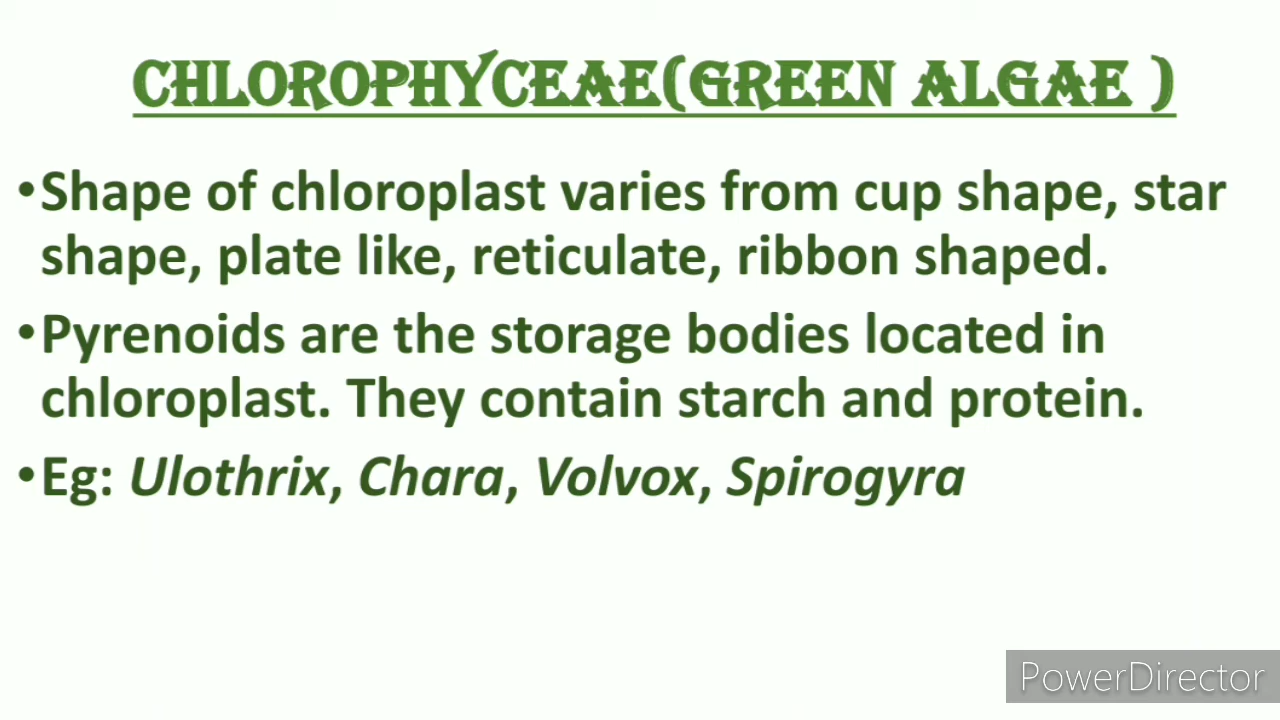 CHLOROPHYCEAE(GREEN ALGAE )
•Shape of chloroplast varies from cup shape, star
shape, plate like, reticulate, ribbon shaped.
•Pyrenoids are the storage bodies located in
chloroplast. They contain starch and protein.
•Eg: Ulothrix, Chara, Volvox, Spirogyra
PowerDirector